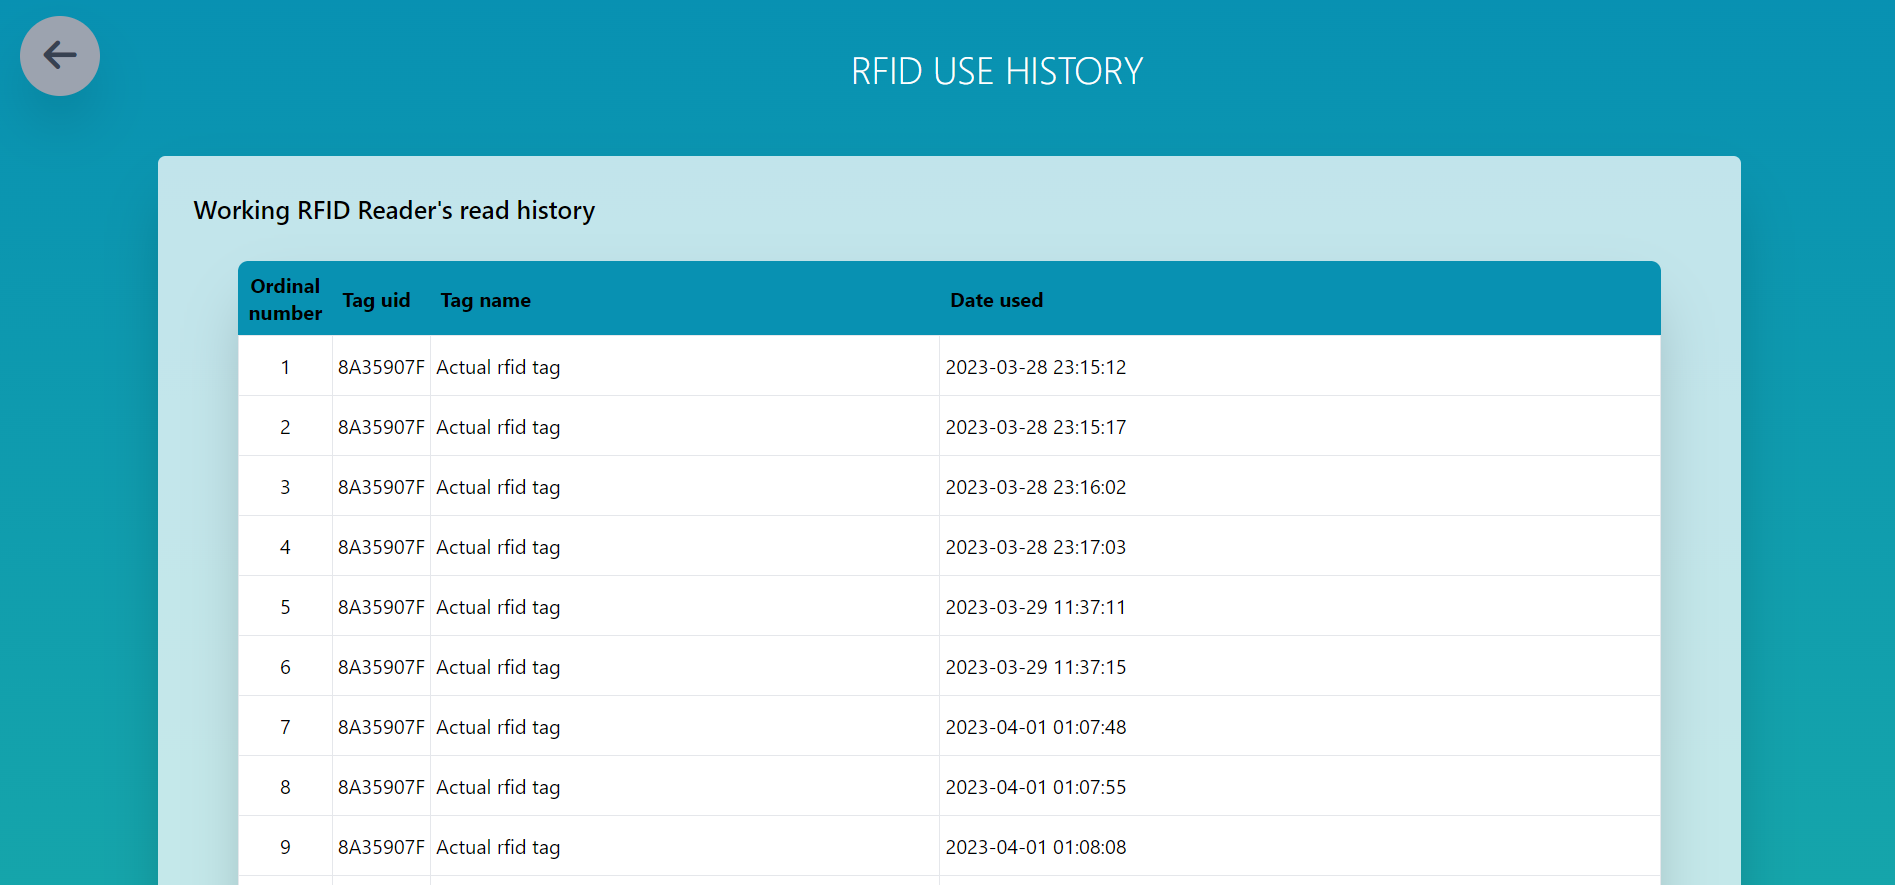 RFID USE HISTORY
Working RFID Reader's read history
Ordinal number Tag uid Tag name Date used
1 8A35907F Actual rfid tag 2023-03-28 23:15:12
2 8A35907F Actual rfid tag 2023-03-28 23:15:17
3 8A35907F Actual rfid tag 2023-03-28 23:16:02
4 8A35907F Actual rfid tag 2023-03-28 23:17:03
5 8A35907F Actual rfid tag 2023-03-29 11:37:11
6 8A35907F Actual rfid tag 2023-03-29 11:37:15
7 8A35907F Actual rfid tag 2023-04-01 01:07:48
8 8A35907F Actual rfid tag 2023-04-01 01:07:55
9 8A35907F Actual rfid tag 2023-04-01 01:08:08